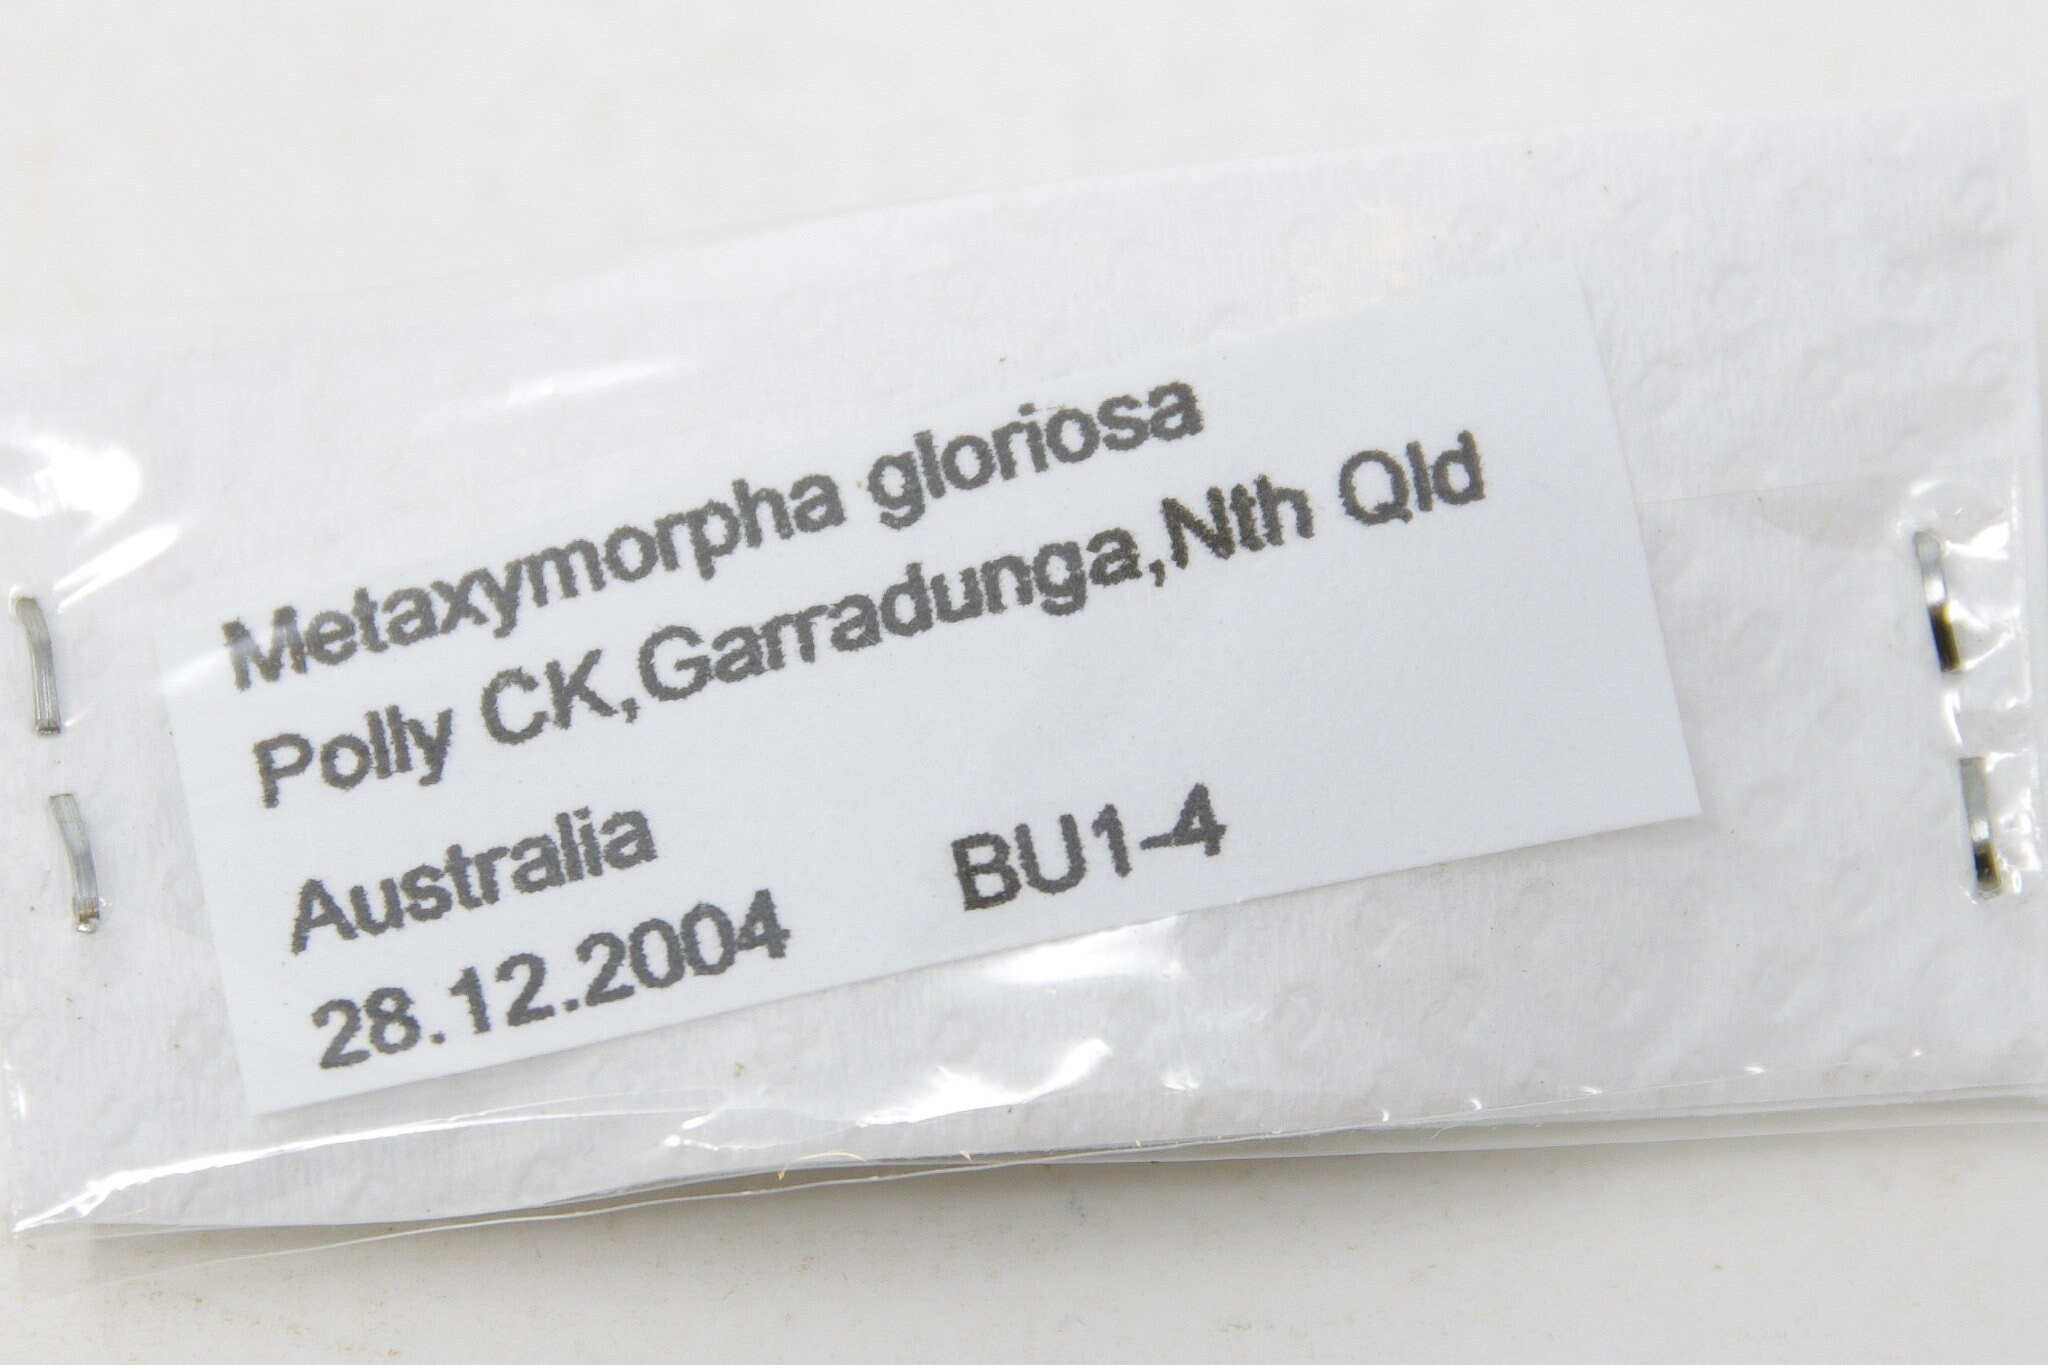 Metaxymorpha gloriosa
Polly CK,Garradunga,Nth Qld
Australia BU1-4
28.12.2004